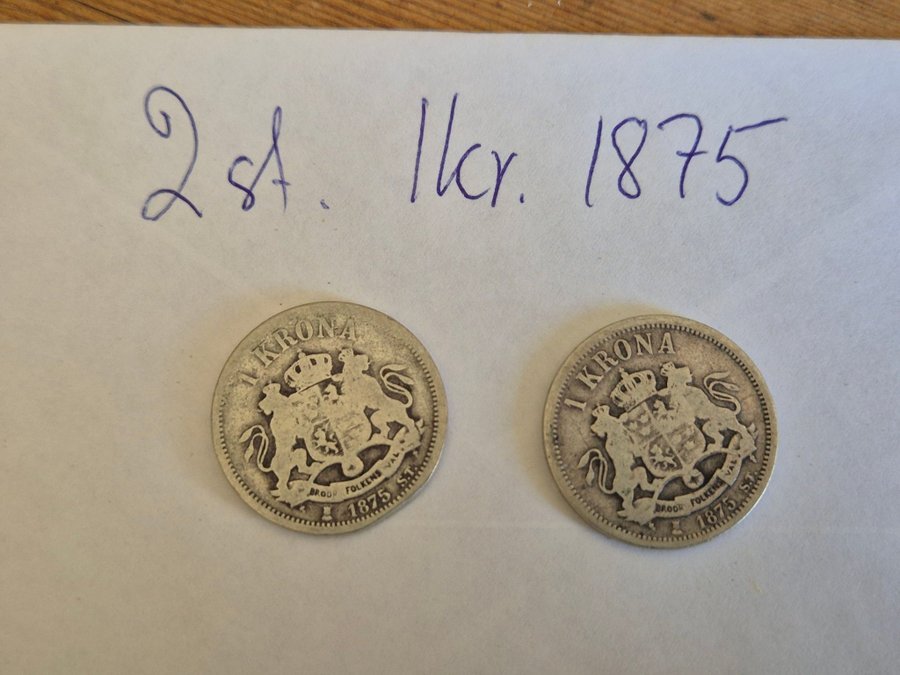 2 st. 1 kr. 1875
1 KRONA
BRODR FOLKENS VÄL
1875 S.T.
1 KRONA
BRODR FOLKENS VÄL
1875 S.T.